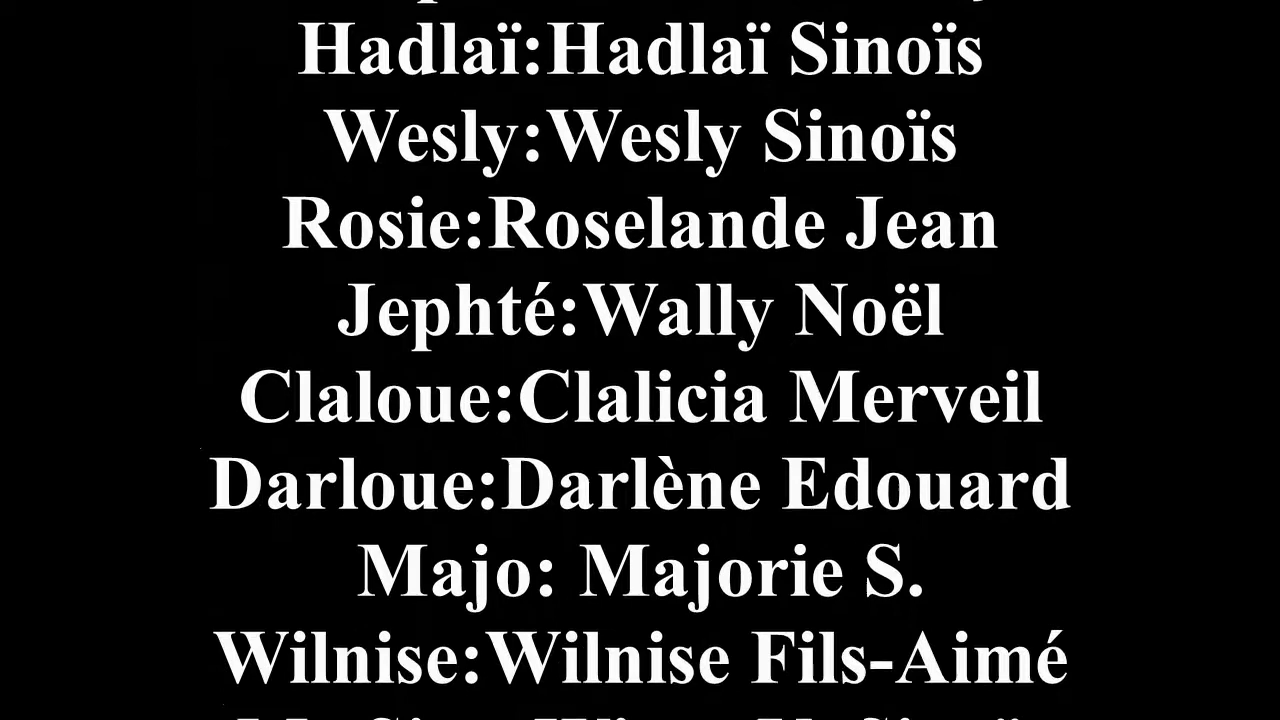 Hadlaï:Hadlaï Sinoïs
Wesly:Wesly Sinoïs
Rosie:Roselande Jean
Jephté:Wally Noël
Claloue:Clalicia Merveil
Darloue:Darlène Edouard
Majo: Majorie S.
Wilnise:Wilnise Fils-Aimé